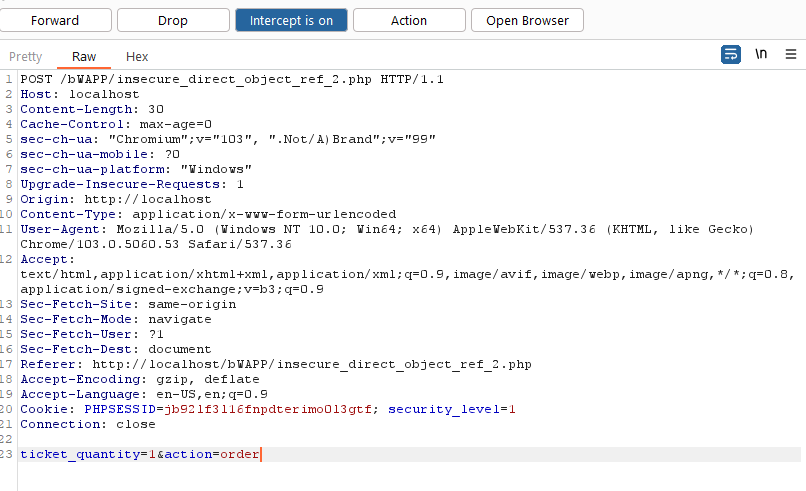 Forward Drop Intercept is on Action Open Browser
Pretty Raw Hex \n
1 POST /bWAPP/insecure_direct_object_ref_2.php HTTP/1.1
2 Host: localhost
3 Content-Length: 30
4 Cache-Control: max-age=0
5 sec-ch-ua: "Chromium";v="103", ".Not/A)Brand";v="99"
6 sec-ch-ua-mobile: ?0
7 sec-ch-ua-platform: "Windows"
8 Upgrade-Insecure-Requests: 1
9 Origin: http://localhost
10 Content-Type: application/x-www-form-urlencoded
11 User-Agent: Mozilla/5.0 (Windows NT 10.0; Win64; x64) AppleWebKit/537.36 (KHTML, like Gecko)
Chrome/103.0.5060.53 Safari/537.36
12 Accept:
text/html,application/xhtml+xml,application/xml;q=0.9,image/avif,image/webp,image/apng,*/*;q=0.8,
application/signed-exchange;v=b3;q=0.9
13 Sec-Fetch-Site: same-origin
14 Sec-Fetch-Mode: navigate
15 Sec-Fetch-User: ?1
16 Sec-Fetch-Dest: document
17 Referer: http://localhost/bWAPP/insecure_direct_object_ref_2.php
18 Accept-Encoding: gzip, deflate
19 Accept-Language: en-US,en;q=0.9
20 Cookie: PHPSESSID=jb92lf3ll6fnpdterimo0l3gtf; security_level=1
21 Connection: close
22
23 ticket_quantity=1&action=order